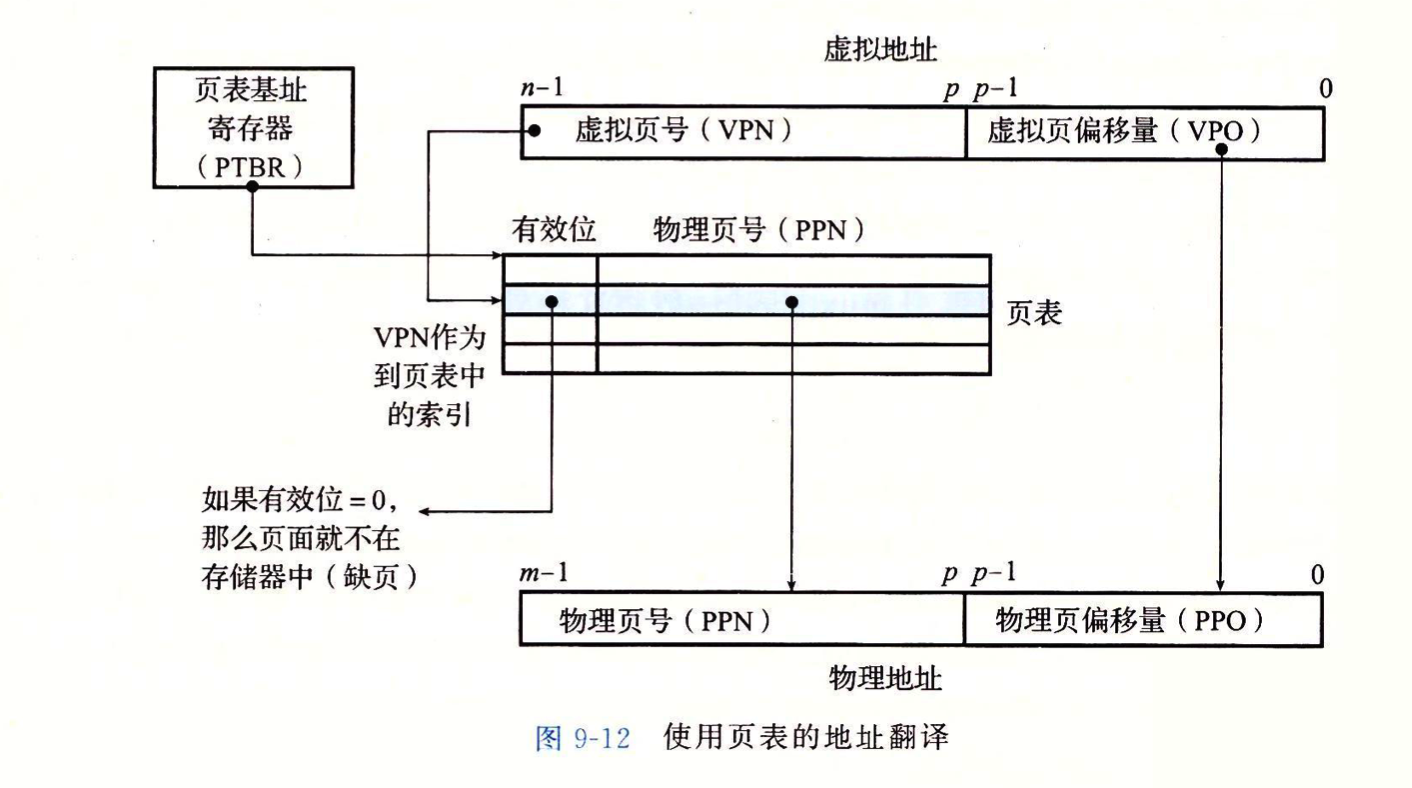 虚拟地址
页表基址
寄存器
（PTBR）
n-1
p p-1
0
虚拟页号（VPN）
虚拟页偏移量（VPO）
有效位
物理页号（PPN）
页表
VPN作为
到页表中
的索引
如果有效位=0，
那么页面就不在
存储器中（缺页）
m-1
p p-1
0
物理页号（PPN）
物理页偏移量（PPO）
物理地址
图 9-12 使用页表的地址翻译